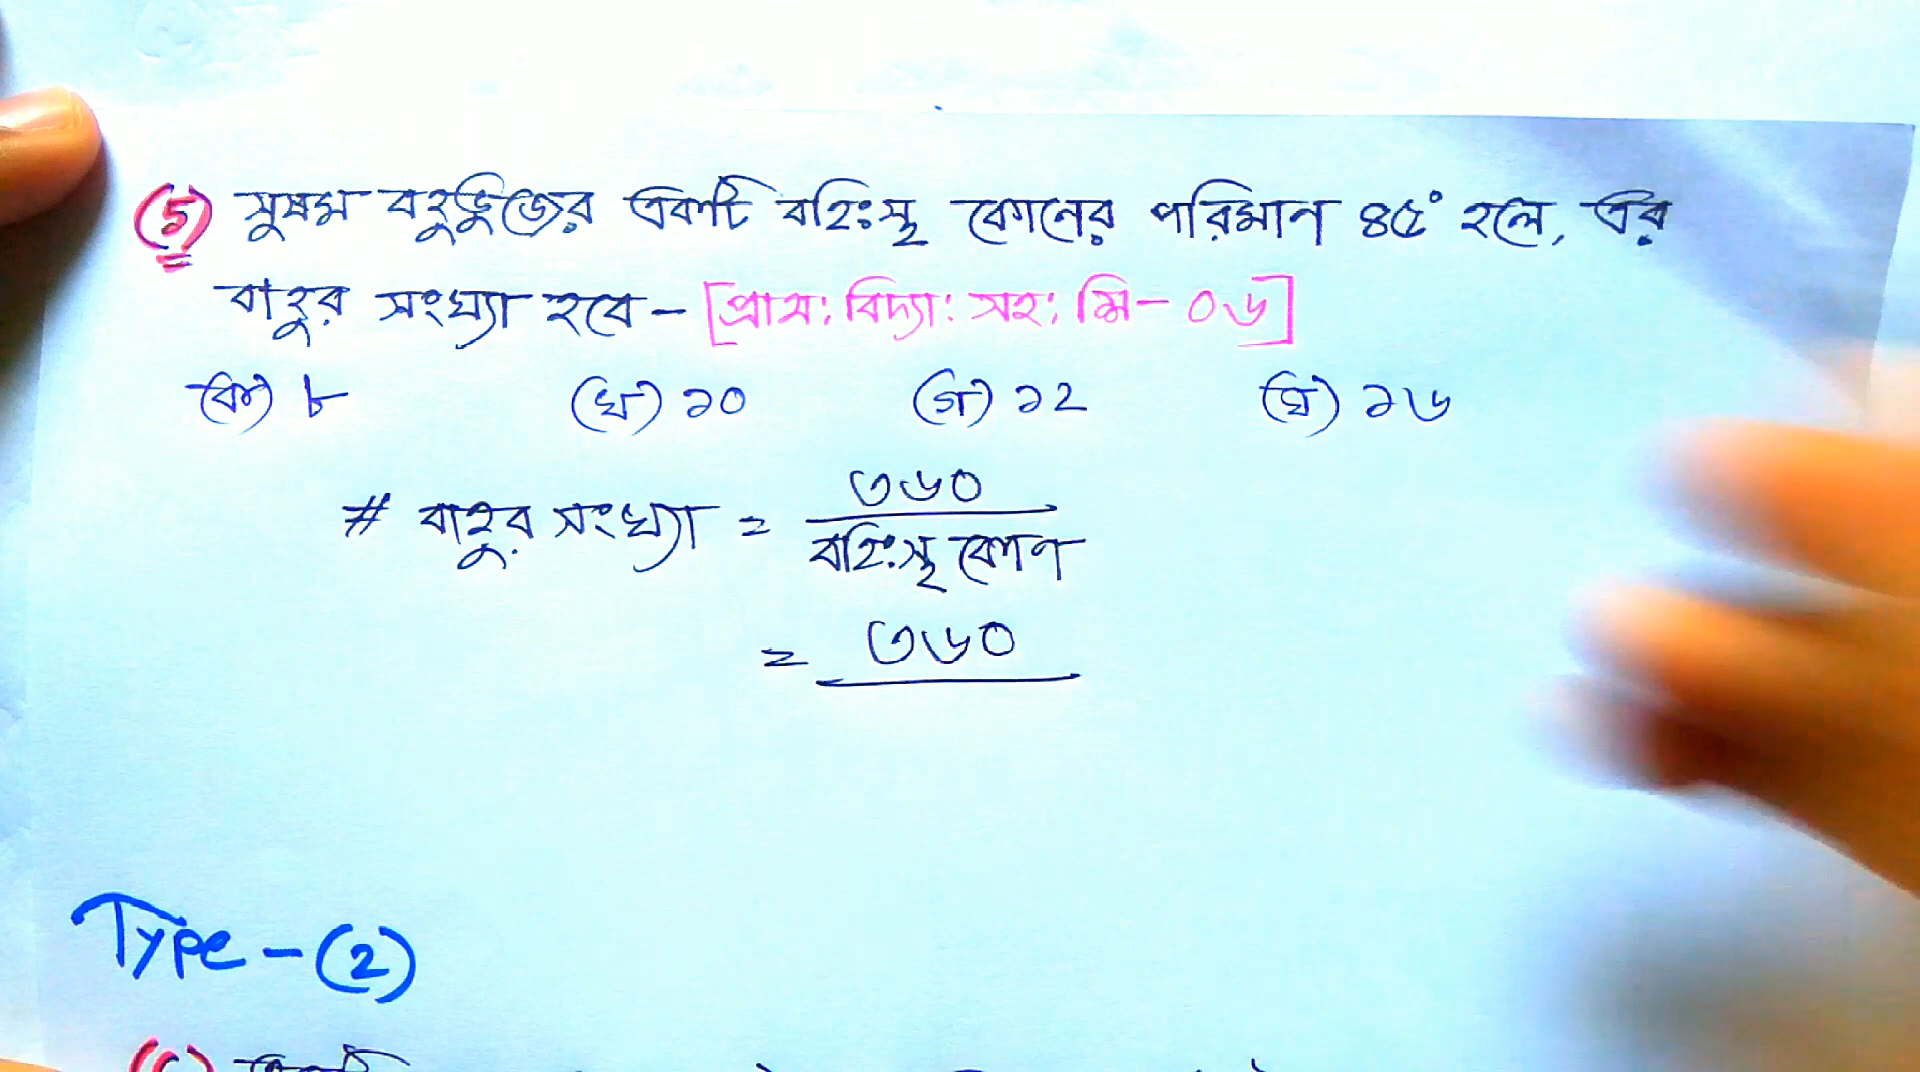 (5) সুষম বহুভুজের একটি বহিঃস্থ কোনের পরিমান ৪৫° হলে, এর
বাহুর সংখ্যা হবে – [প্রাথ: বিদ্যা: সহ: শি – ০৬]
(ক) ৮ (খ) ১০ (গ) ১২ (ঘ) ১৬
# বাহুর সংখ্যা = ৩৬০
বহিঃস্থ কোণ
= ৩৬০
Type - (2)